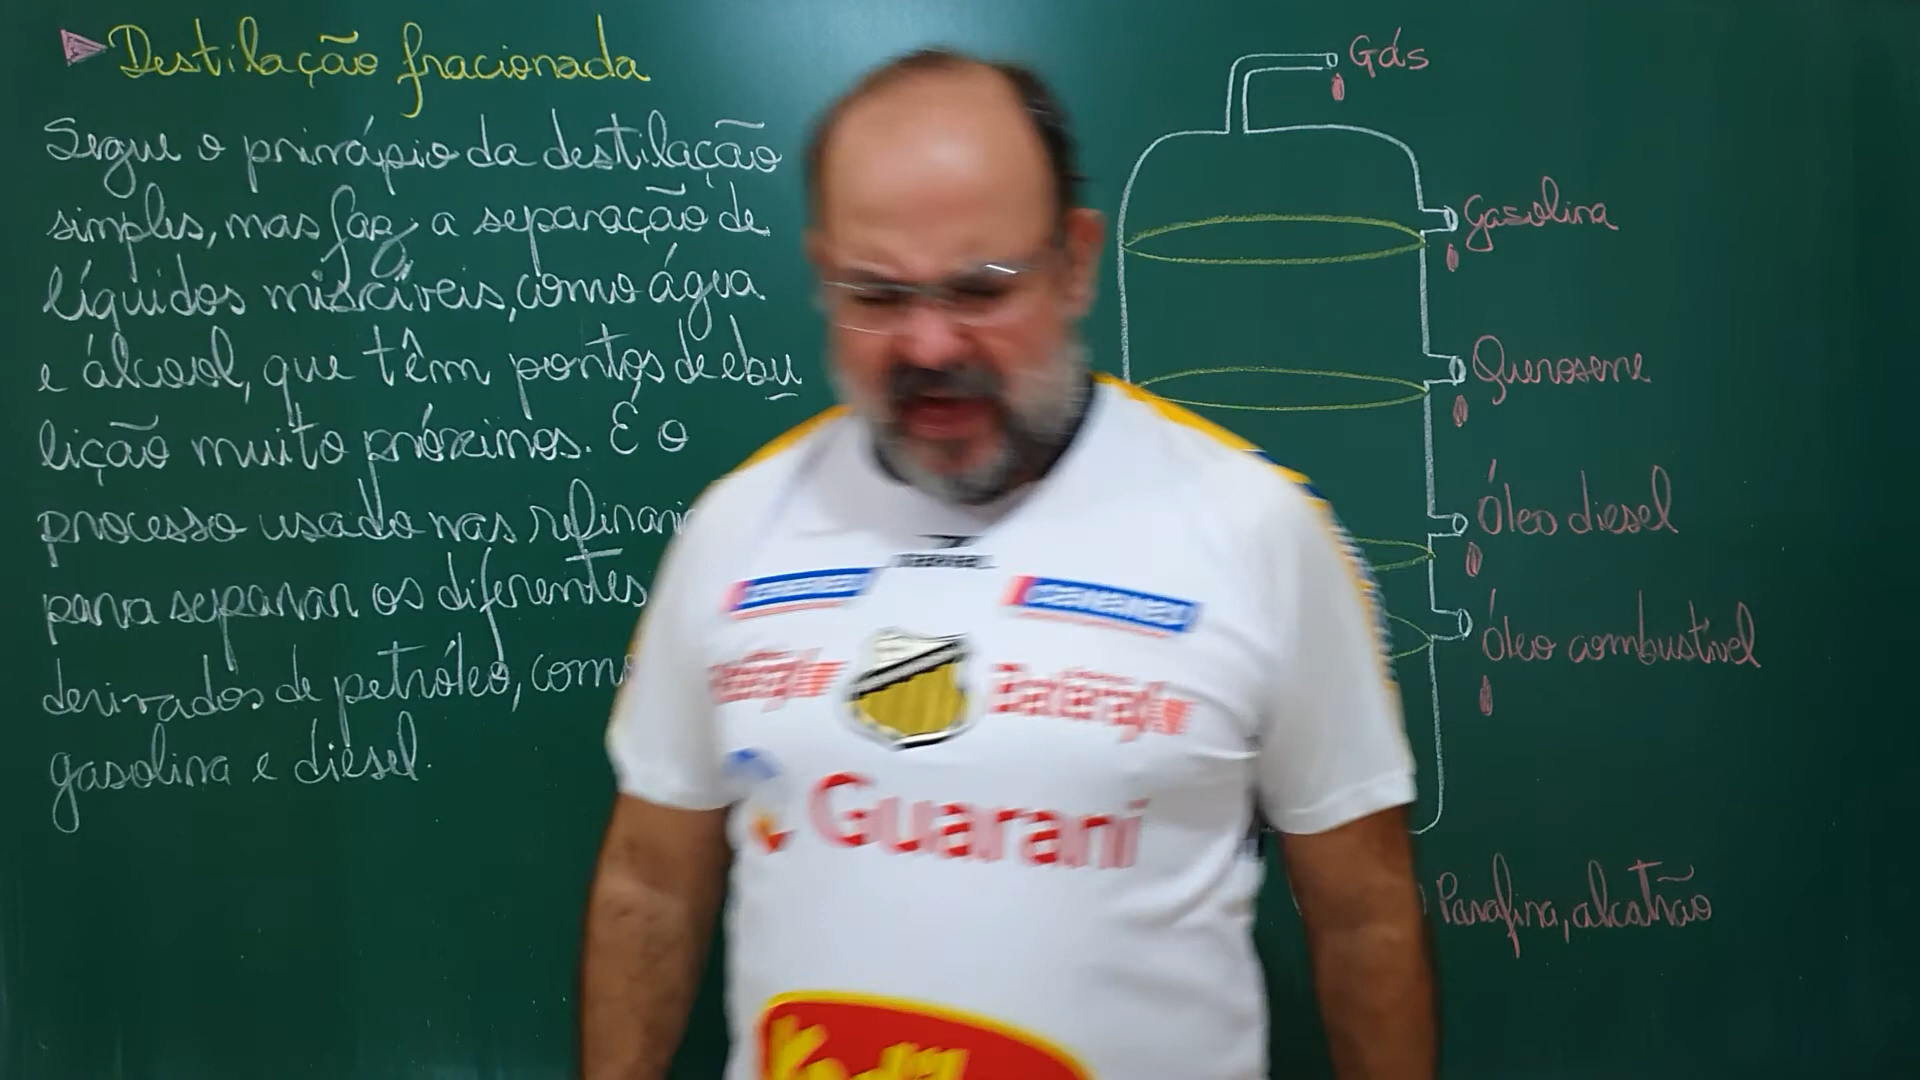 Destilação fracionada
Segue o princípio da destilação
simples, mas faz a separação de
líquidos miscíveis, como água
e álcool, que têm pontos de ebu
lição muito próximos. É o
processo usado nas
para separar os diferentes
derivados de petróleo, como
gasolina e diesel.
Gás
Gasolina
Querosene
Óleo diesel
Óleo combustível
Parafina, alcatrão
Guarani